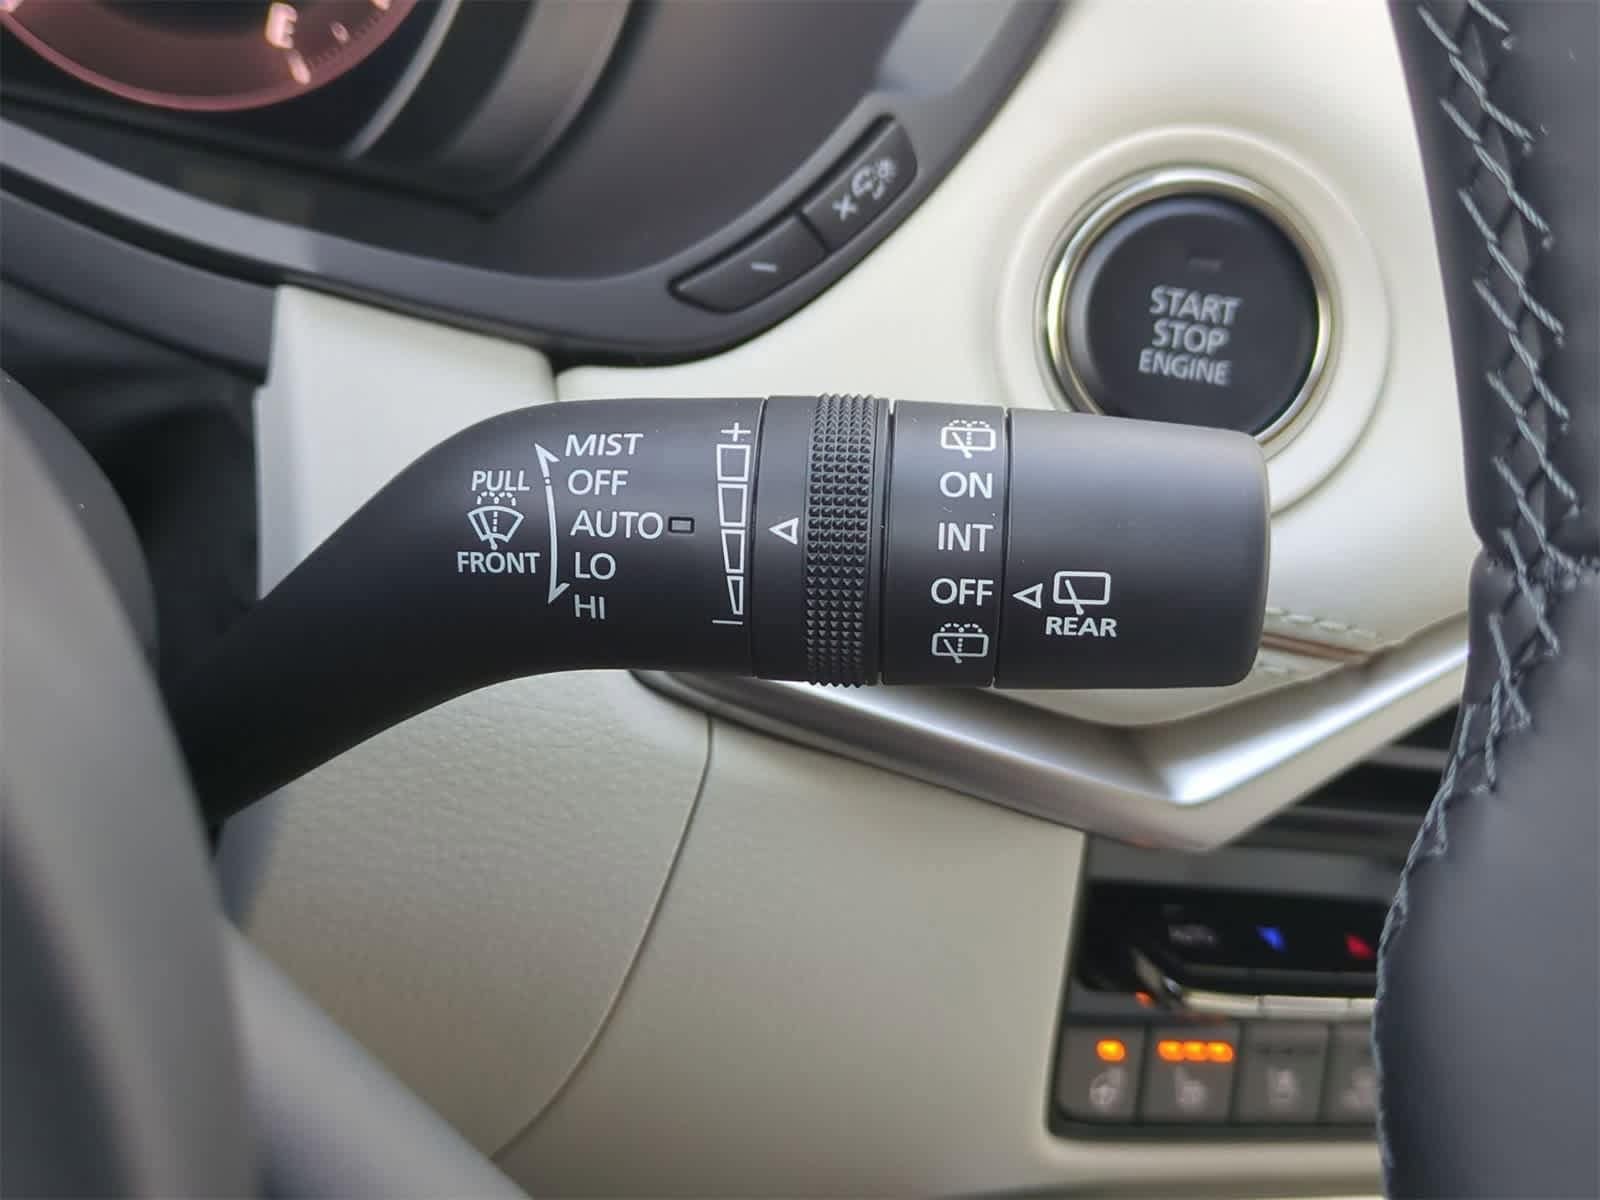 E
START
STOP
ENGINE
PULL
FRONT
MIST
OFF
AUTO
LO
HI
+
ON
INT
OFF
REAR